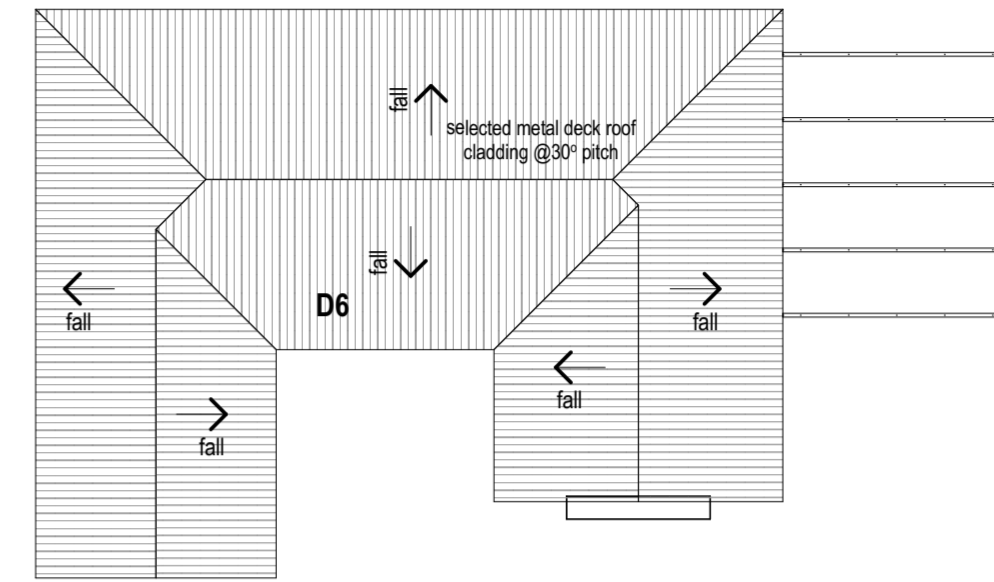 fall
selected metal deck roof
cladding @30º pitch
fall
D6
fall
fall
fall
fall